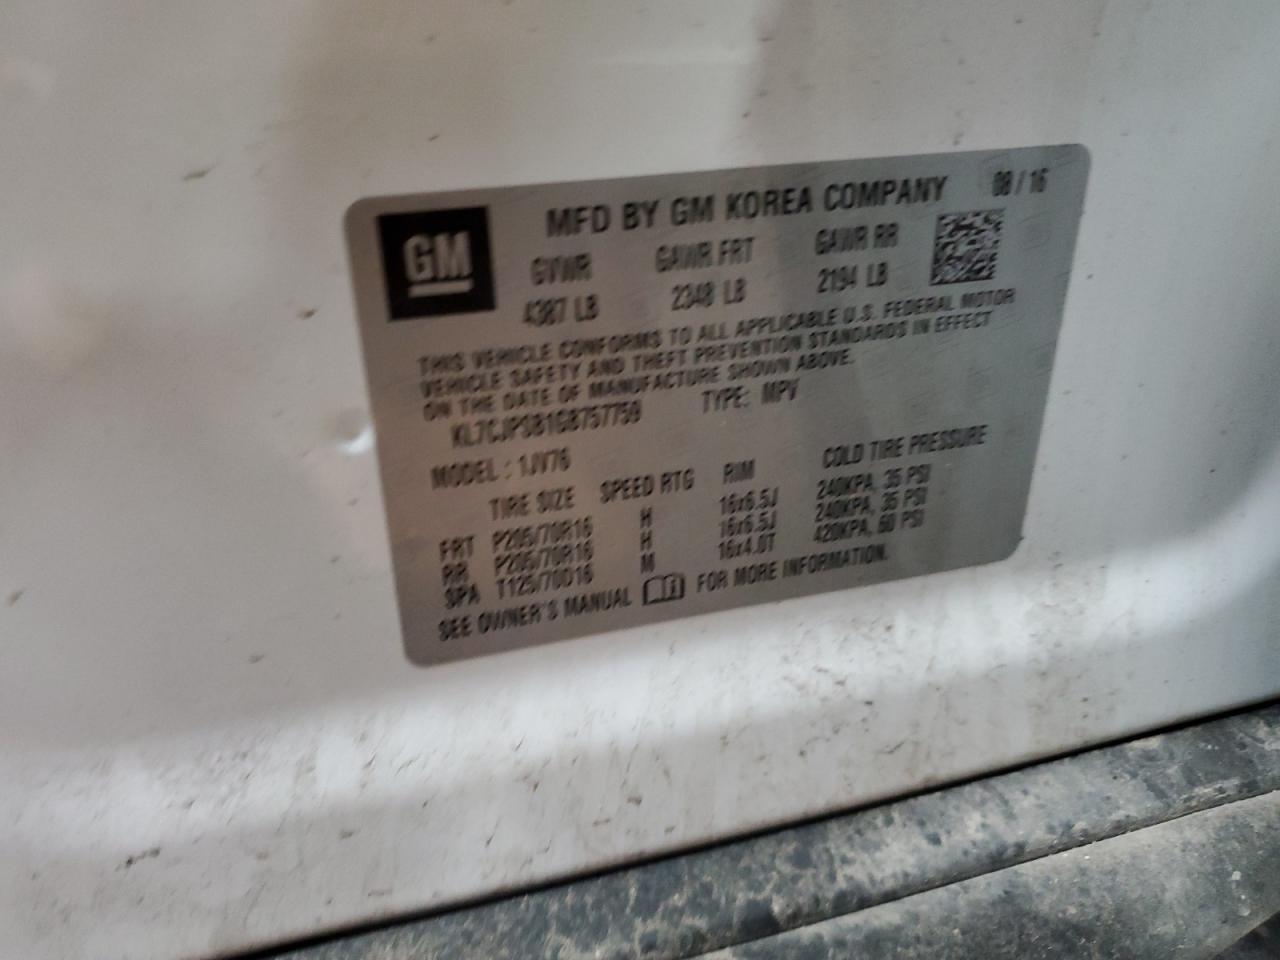 GM
MFD BY GM KOREA COMPANY 08/16
GVWR GAWR FRT GAWR RR
4387 LB 2348 LB 2194 LB
THIS VEHICLE CONFORMS TO ALL APPLICABLE U.S. FEDERAL MOTOR
VEHICLE SAFETY AND THEFT PREVENTION STANDARDS IN EFFECT
ON THE DATE OF MANUFACTURE SHOWN ABOVE.
KL7CJPSB1GB757759 TYPE: MPV
MODEL : 1JV76
TIRE SIZE SPEED RTG RIM COLD TIRE PRESSURE
FRT P205/70R16 H 16x6.5J 240KPA, 35 PSI
RR P205/70R16 H 16x6.5J 240KPA, 35 PSI
SPA T125/70D16 M 16x4.0T 420KPA, 60 PSI
SEE OWNER'S MANUAL FOR MORE INFORMATION.